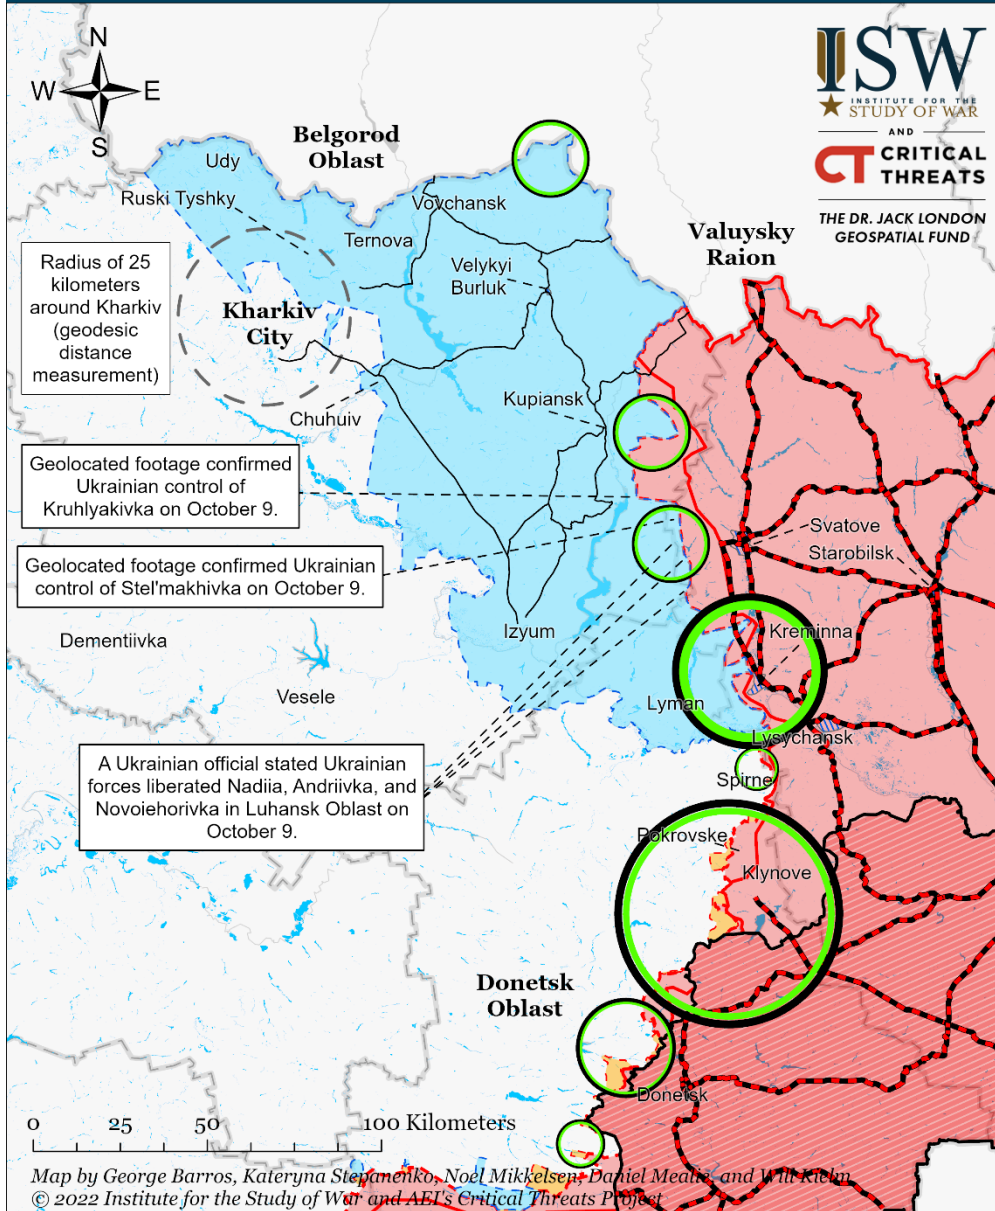 N
W E
S
ISW
INSTITUTE FOR THE
STUDY OF WAR
AND
CT CRITICAL
THREATS
THE DR. JACK LONDON
GEOSPATIAL FUND
Belgorod
Oblast
Udy
Ruski Tyshky
Vovchansk
Ternova
Valuysky
Raion
Velykyi
Burluk
Radius of 25
kilometers
around Kharkiv
(geodesic
distance
measurement)
Kharkiv
City
Kupiansk
Chuhuiv
Geolocated footage confirmed
Ukrainian control of
Kruhlyakivka on October 9.
Svatove
Starobilsk
Geolocated footage confirmed Ukrainian
control of Stel'makhivka on October 9.
Dementiivka
Izyum
Kreminna
Vesele
Lyman
Lysychansk
A Ukrainian official stated Ukrainian
forces liberated Nadiia, Andriivka, and
Novoiehorivka in Luhansk Oblast on
October 9.
Spirne
Pokrovske
Klynove
Donetsk
Oblast
Donetsk
0 25 50 100 Kilometers
Map by George Barros, Kateryna Stepanenko, Noel Mikkelsen, Daniel Mealie, and Will Kielm
© 2022 Institute for the Study of War and AEI's Critical Threats Project